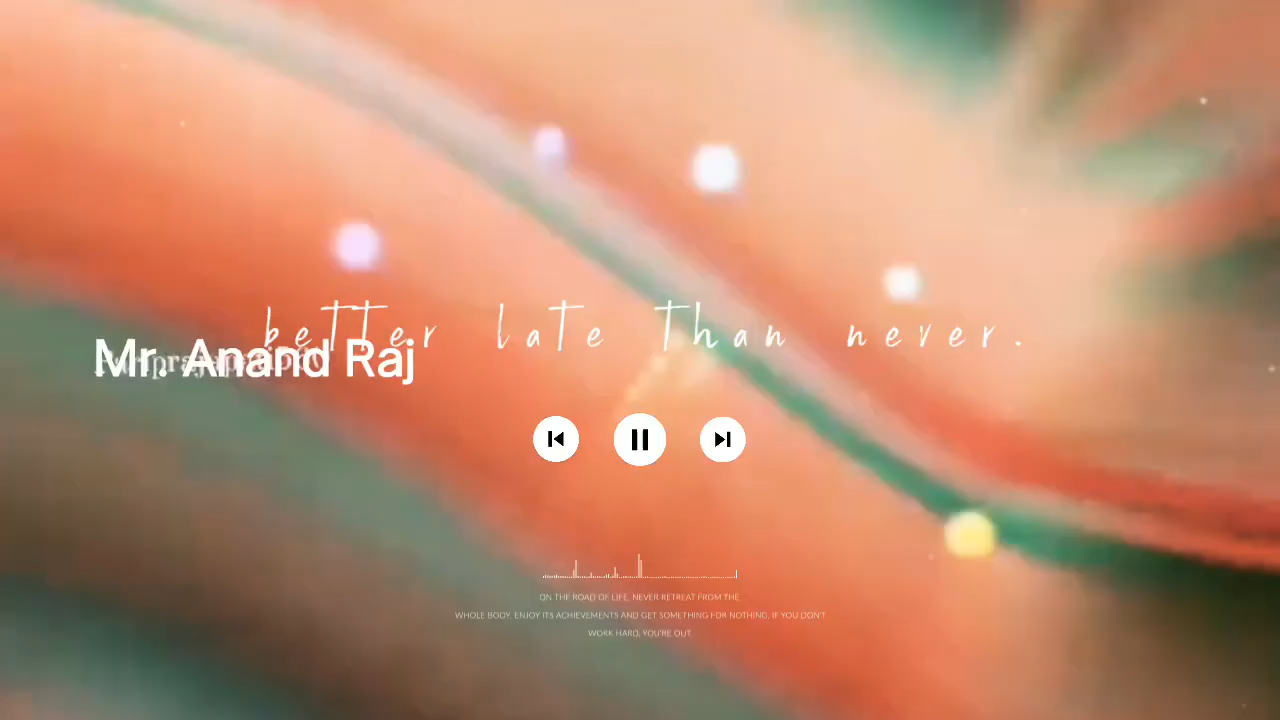 better late than never.
Mr. Anand Raj
ON THE ROAD OF LIFE, NEVER RETREAT FROM THE
WHOLE BODY, ENJOY ITS ACHIEVEMENTS AND GET SOMETHING FOR NOTHING, IF YOU DON'T
WORK HARD, YOU'RE OUT.